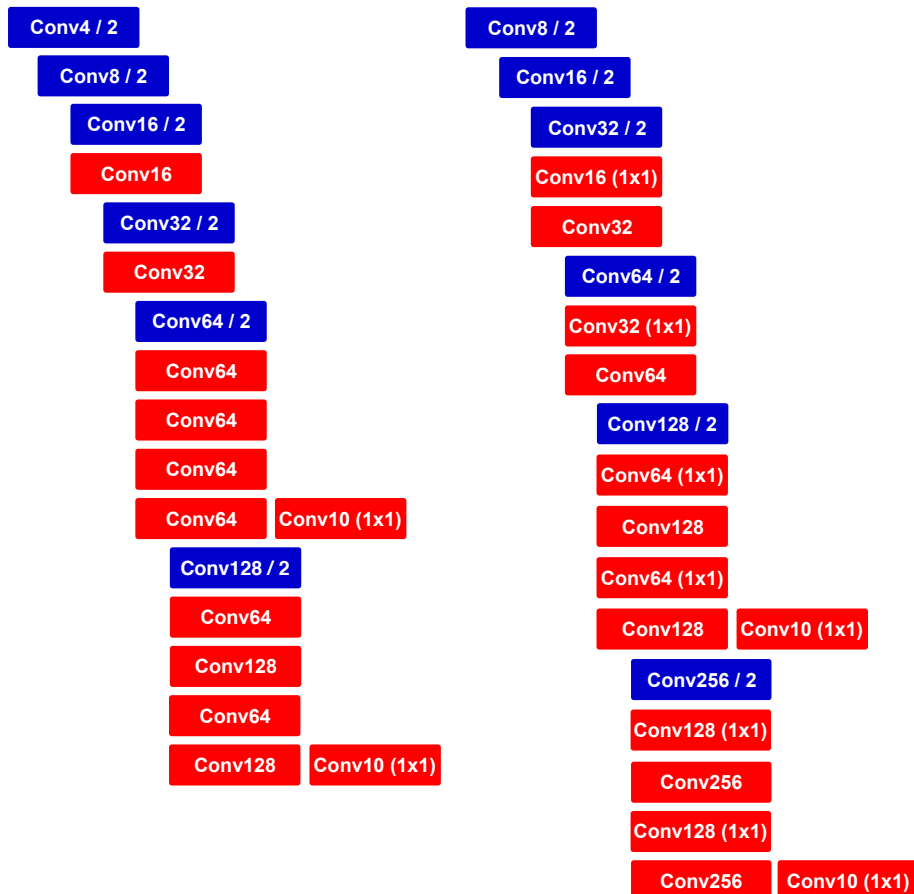 Conv4 / 2
Conv8 / 2
Conv16 / 2
Conv16
Conv32 / 2
Conv32
Conv64 / 2
Conv64
Conv64
Conv64
Conv64 Conv10 (1x1)
Conv128 / 2
Conv64
Conv128
Conv64
Conv128 Conv10 (1x1)
Conv8 / 2
Conv16 / 2
Conv32 / 2
Conv16 (1x1)
Conv32
Conv64 / 2
Conv32 (1x1)
Conv64
Conv128 / 2
Conv64 (1x1)
Conv128
Conv64 (1x1)
Conv128 Conv10 (1x1)
Conv256 / 2
Conv128 (1x1)
Conv256
Conv128 (1x1)
Conv256 Conv10 (1x1)